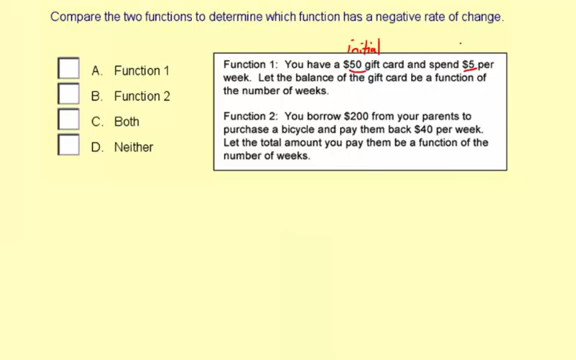 Compare the two functions to determine which function has a negative rate of change.
A. Function 1
B. Function 2
C. Both
D. Neither
initial
Function 1: You have a $50 gift card and spend $5 per
week. Let the balance of the gift card be a function of
the number of weeks.
Function 2: You borrow $200 from your parents to
purchase a bicycle and pay them back $40 per week.
Let the total amount you pay them be a function of the
number of weeks.